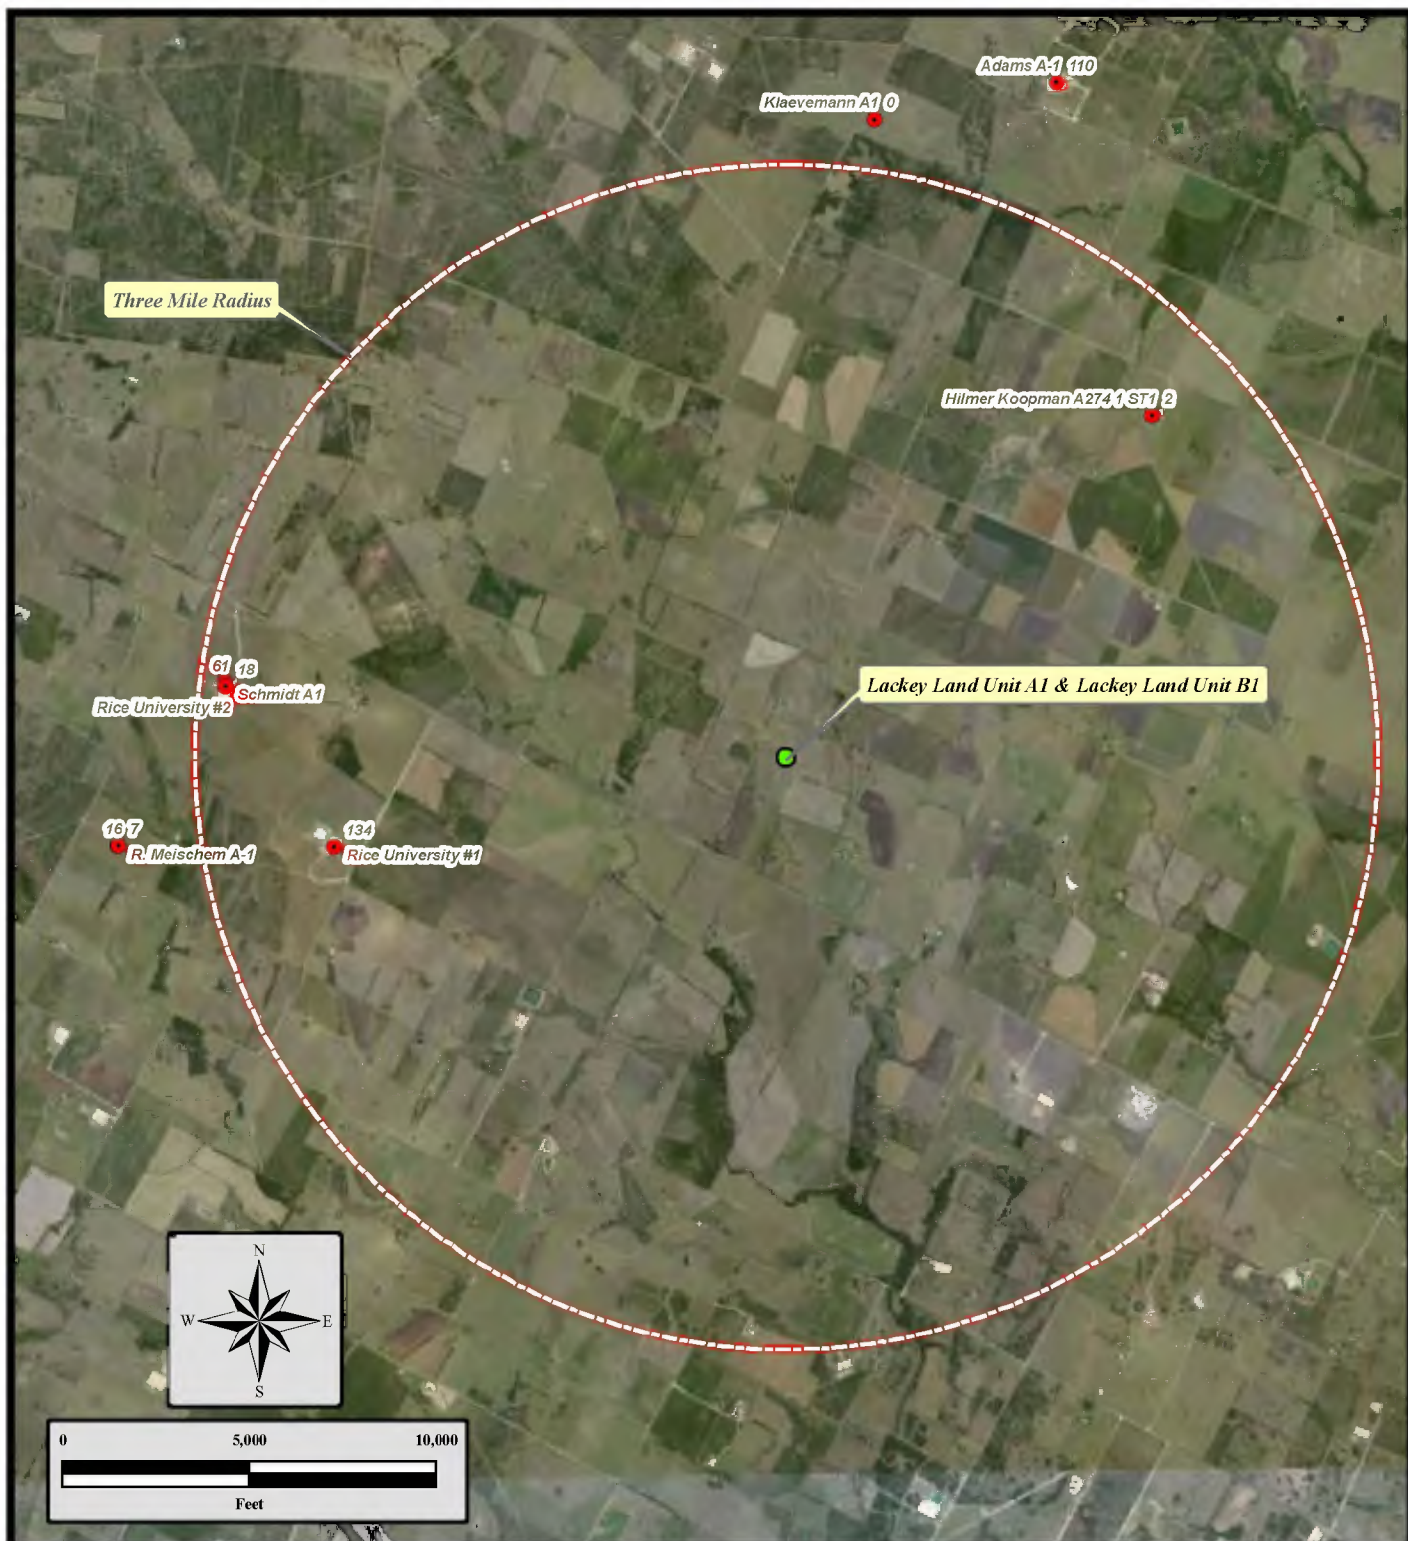 Adams A-1 110
Klaevemann A1 0
Three Mile Radius
Hilmer Koopman A274 1 ST1 2
61 18
Schmidt A1
Rice University #2
Lackey Land Unit A1 & Lackey Land Unit B1
16 7
R. Meischem A-1
134
Rice University #1
N
W E
S
0 5,000 10,000
Feet